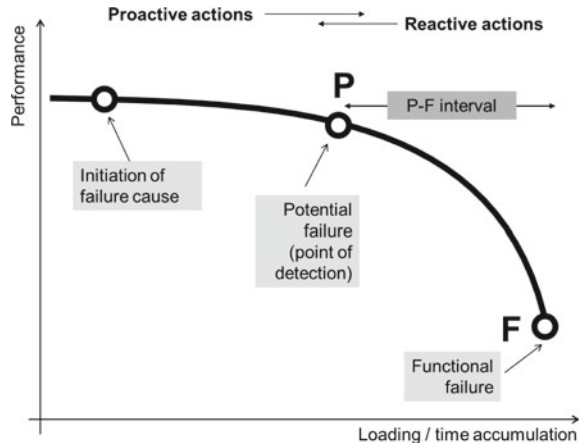 Proactive actions
Reactive actions
Performance
P
P-F interval
Initiation of
failure cause
Potential
failure
(point of
detection)
F
Functional
failure
Loading / time accumulation